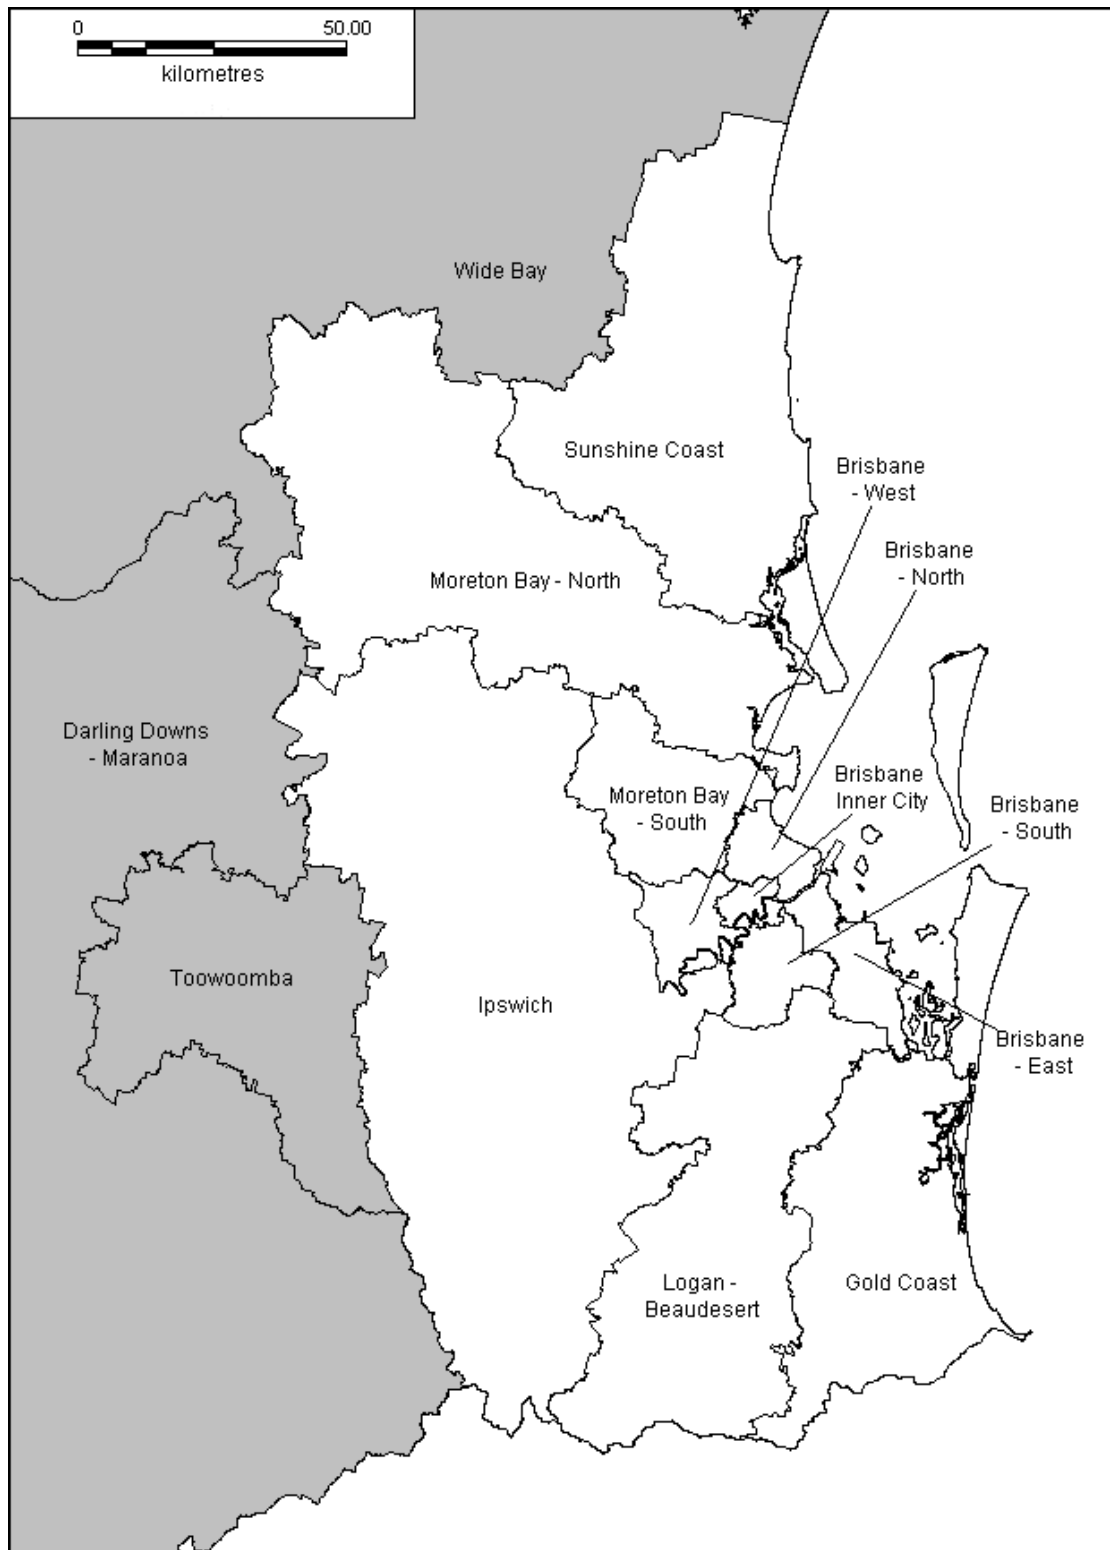 0 50.00
kilometres
Wide Bay
Sunshine Coast
Brisbane
- West
Brisbane
- North
Moreton Bay - North
Darling Downs
- Maranoa
Moreton Bay
- South
Brisbane
Inner City
Brisbane
- South
Toowoomba
Ipswich
Brisbane
- East
Logan -
Beaudesert
Gold Coast